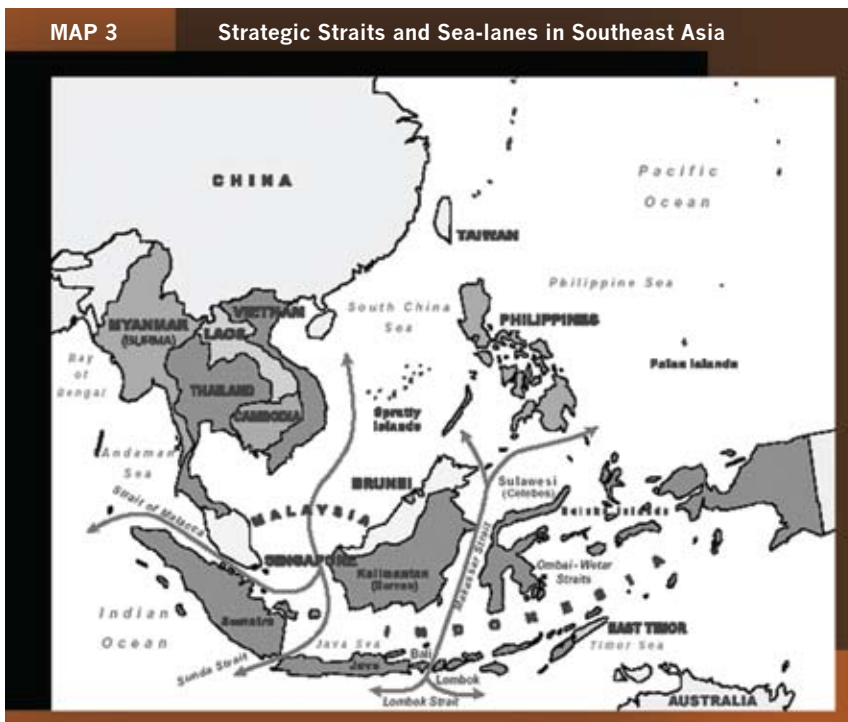 MAP 3
Strategic Straits and Sea-lanes in Southeast Asia
CHINA
Pacific
Ocean
TAIWAN
Philippine Sea
South China
Sea
VIETNAM
MYANMAR
(BURMA)
LAOS
PHILIPPINES
Bay
of
Bengal
Palau Islands
THAILAND
CAMBODIA
Spratly
Islands
Andaman
Sea
BRUNEI
Sulawesi
(Celebes)
Strait of Malacca
MALAYSIA
Islands
SINGAPORE
Kalimantan
(Borneo)
Makassar Strait
Ombai-Wetar
Straits
INDONESIA
Indian
Ocean
Sumatra
EAST TIMOR
Java Sea
Timor Sea
Bali
Sunda Strait
Java
Lombok
Lombok Strait
AUSTRALIA